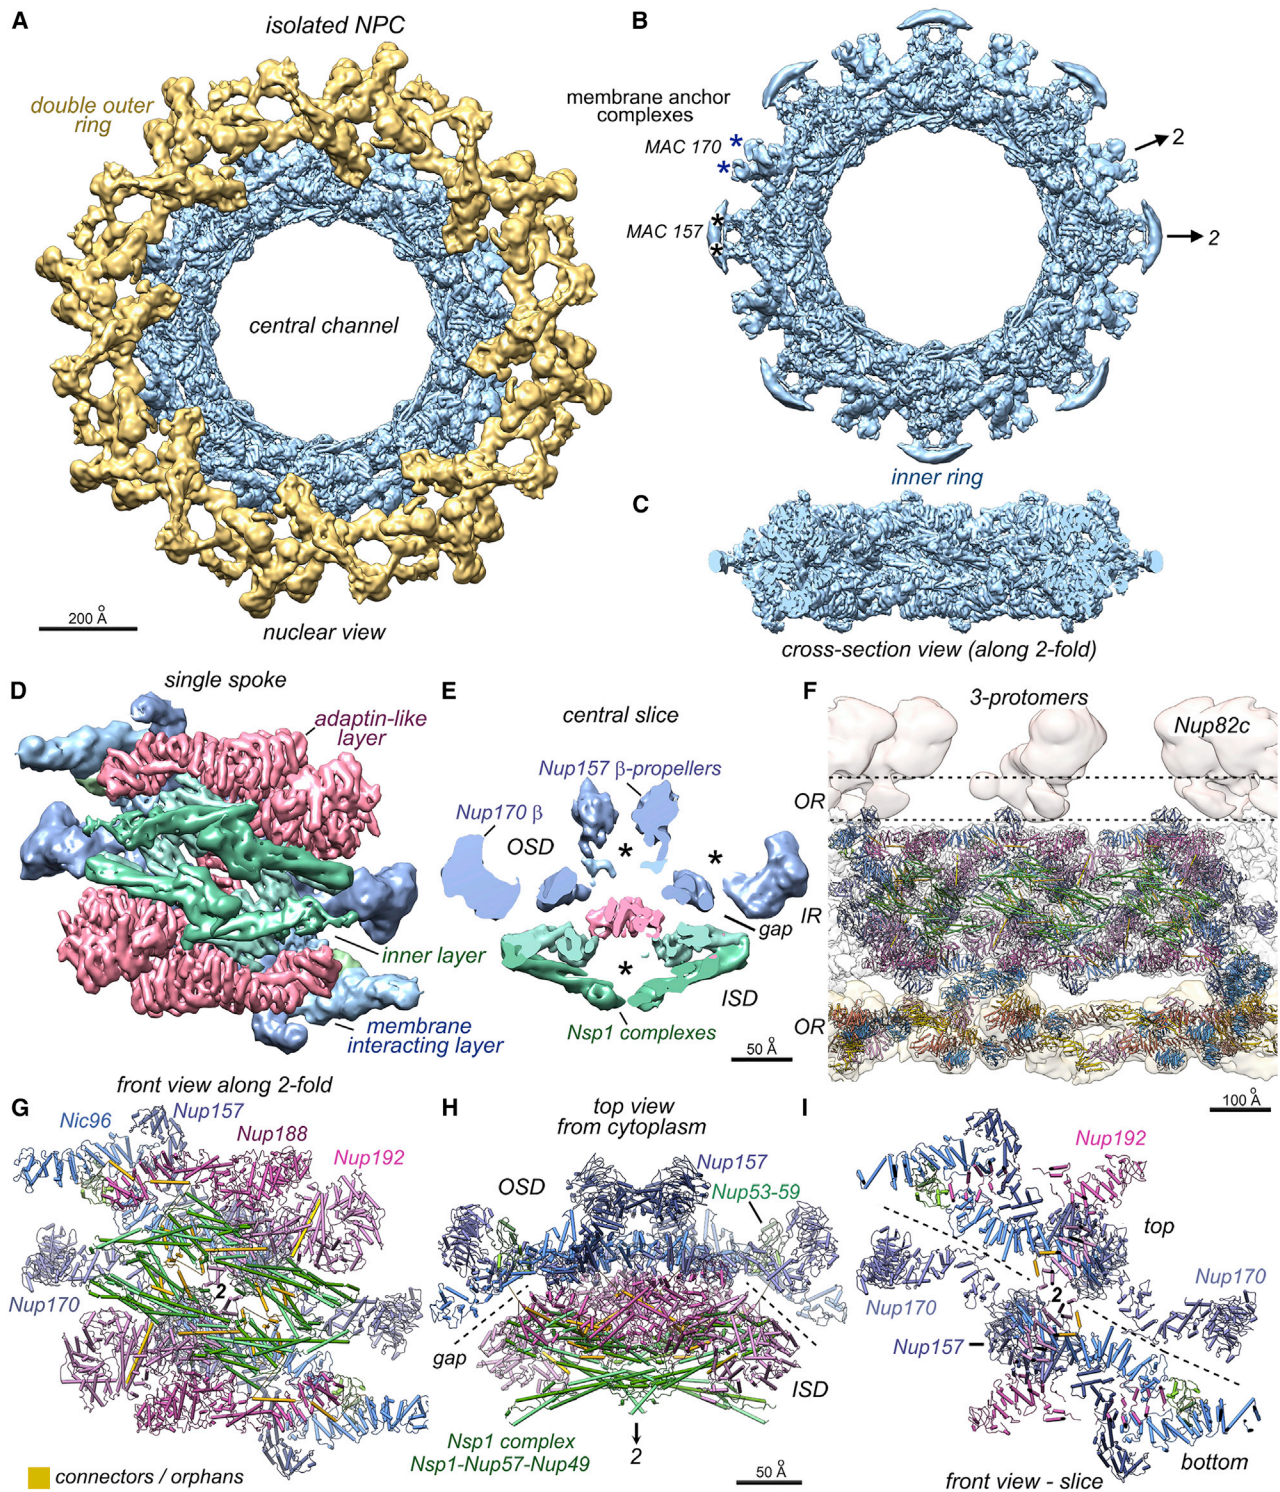 A
isolated NPC
double outer
ring
central channel
200 Å
nuclear view
B
membrane anchor
complexes
MAC 170
*
*
MAC 157
*
*
2
2
inner ring
C
cross-section view (along 2-fold)
D
single spoke
adaptin-like
layer
inner layer
membrane
interacting layer
E
central slice
Nup157 β-propellers
Nup170 β
OSD
*
*
gap
*
ISD
Nsp1 complexes
50 Å
F
3-protomers
Nup82c
OR
IR
OR
100 Å
front view along 2-fold
G
Nic96
Nup157
Nup188
Nup192
Nup170
2
connectors / orphans
H
top view
from cytoplasm
OSD
Nup157
Nup53-59
gap
ISD
Nsp1 complex
Nsp1-Nup57-Nup49
2
50 Å
I
Nup192
top
Nup170
Nup170
2
Nup157
bottom
front view - slice